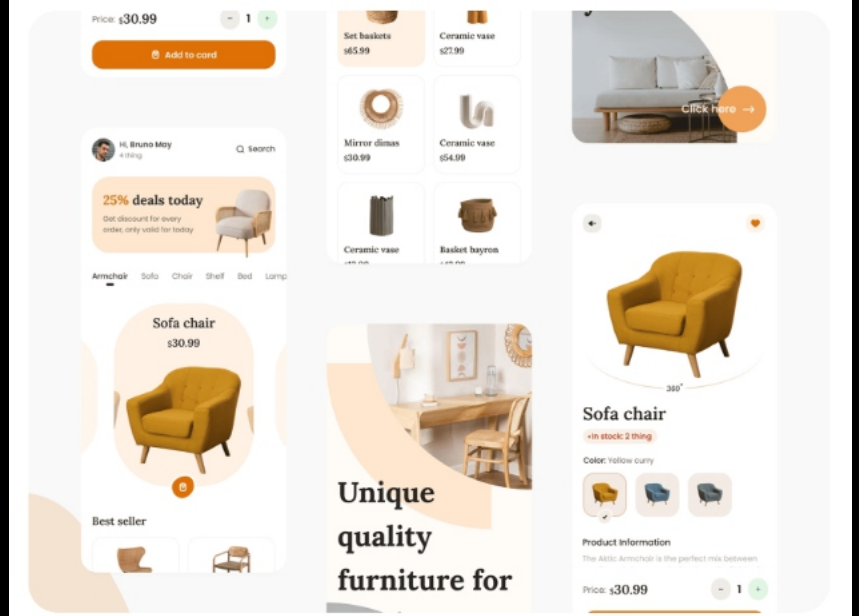 Price: $30.99
- 1 +
Add to card
Hi, Bruno May
4 thing
Search
25% deals today
Get discount for every
order, only valid for today
Armchair Sofa Chair Shelf Bed Lamp
Sofa chair
$30.99
Best seller
Set baskets
$65.99
Ceramic vase
$27.99
Mirror dimas
$30.99
Ceramic vase
$54.99
Ceramic vase
Basket bayron
Unique
quality
furniture for
Click here →
360°
Sofa chair
•In stock: 2 thing
Color: Yellow curry
Product Information
The Aktic Armchair is the perfect mix between
Price: $30.99
- 1 +